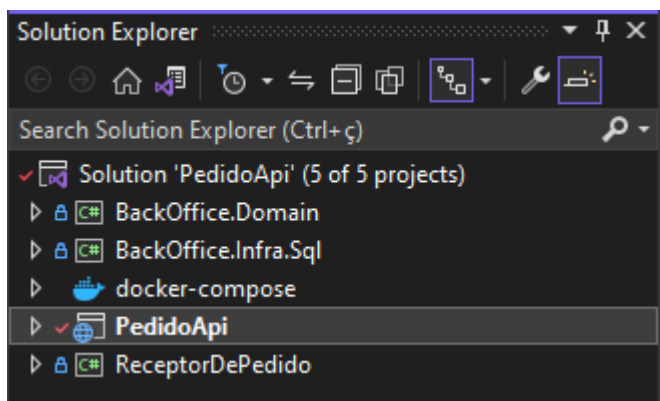 Solution Explorer
Search Solution Explorer (Ctrl+ç)
Solution 'PedidoApi' (5 of 5 projects)
C# BackOffice.Domain
C# BackOffice.Infra.Sql
docker-compose
PedidoApi
C# ReceptorDePedido